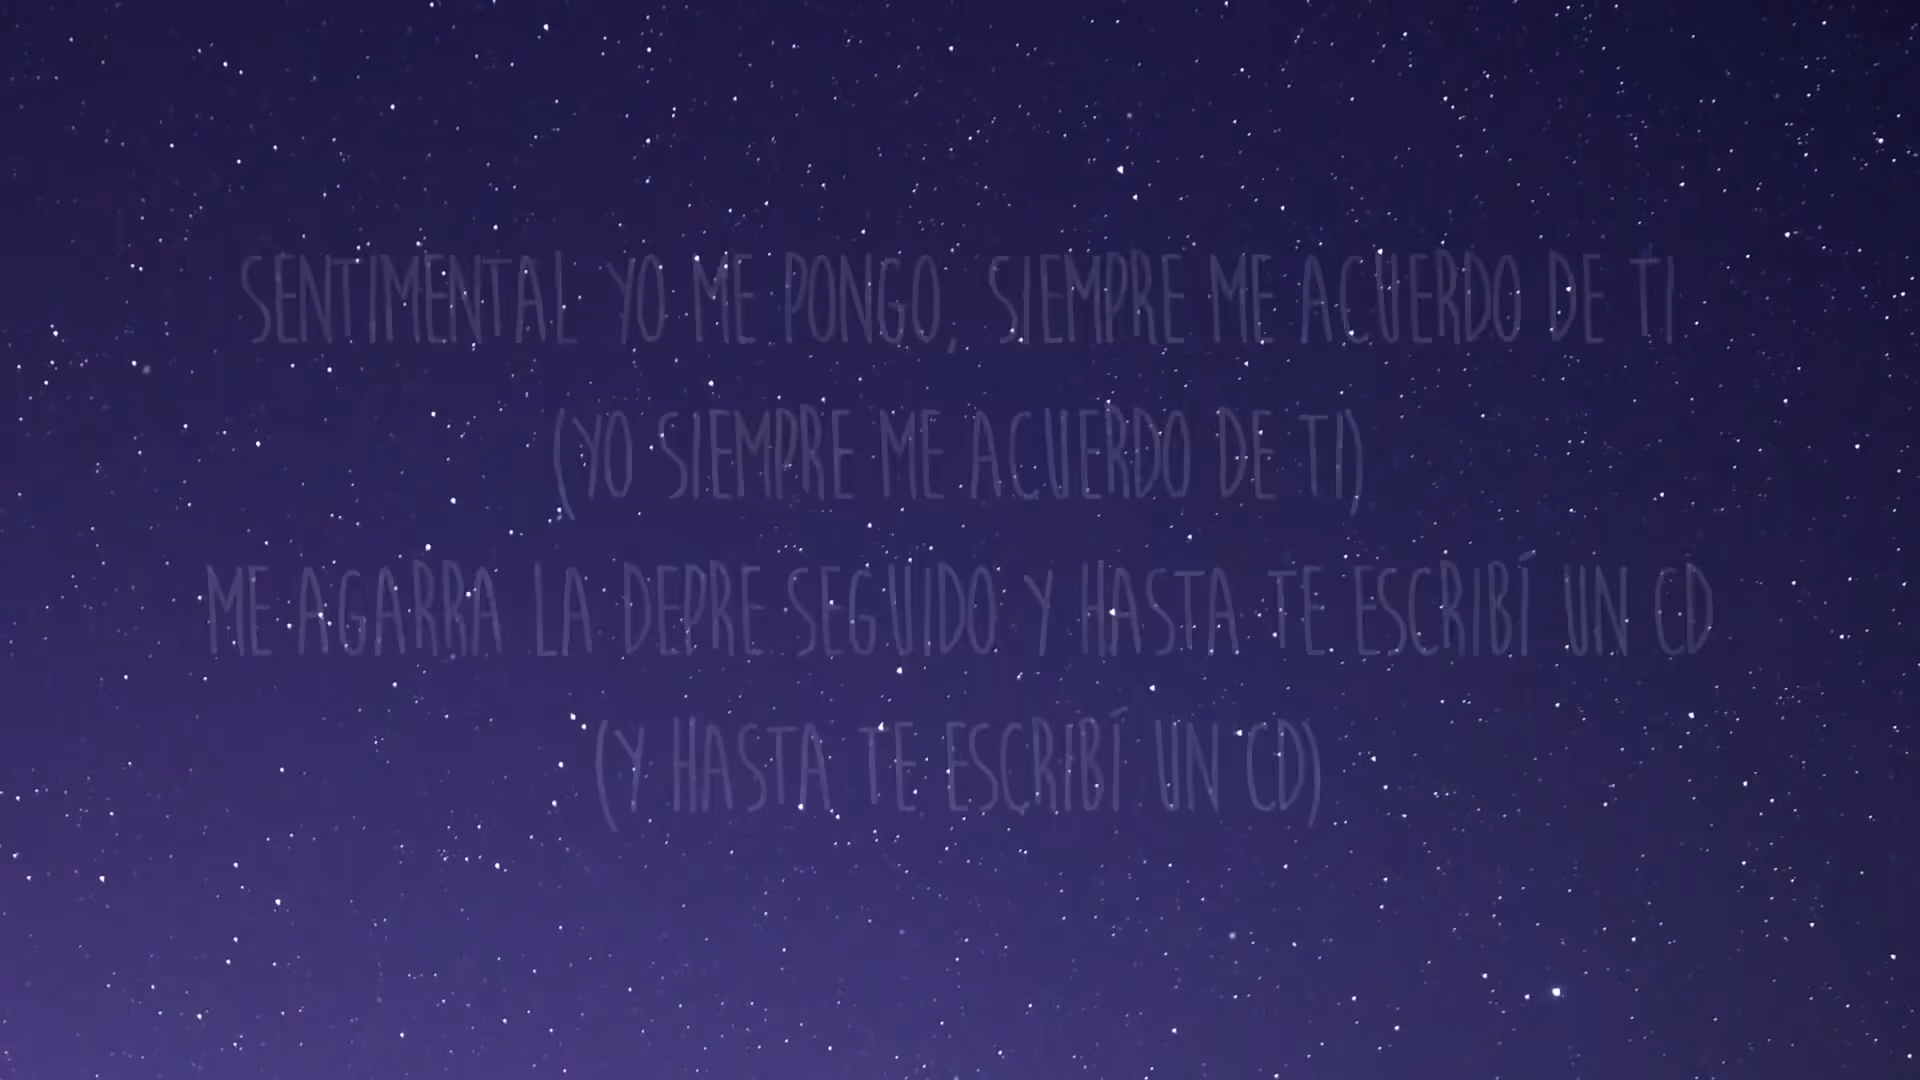 SENTIMENTAL YO ME PONGO, SIEMPRE ME ACUERDO DE TI
(YO SIEMPRE ME ACUERDO DE TI)
ME AGARRA LA DEPRE SEGUIDO Y HASTA TE ESCRIBÍ UN CD
(Y HASTA TE ESCRIBÍ UN CD)